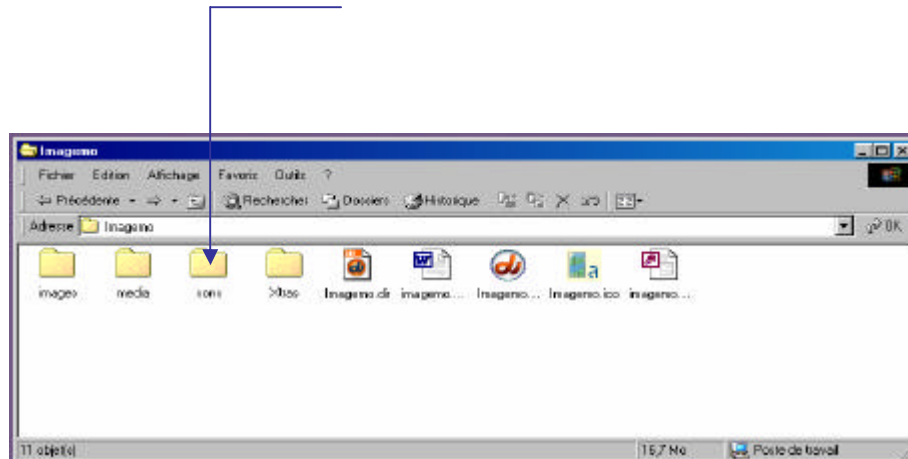 Imagemo
Fichier Edition Affichage Favoris Outils ?
Précédente Rechercher Dossiers Historique
Adresse Imagemo OK
images media sons Xtras Imagemo.dir imagemo... Imagemo... Imagemo.ico imagemo...
11 objet(s) 16,7 Mo Poste de travail